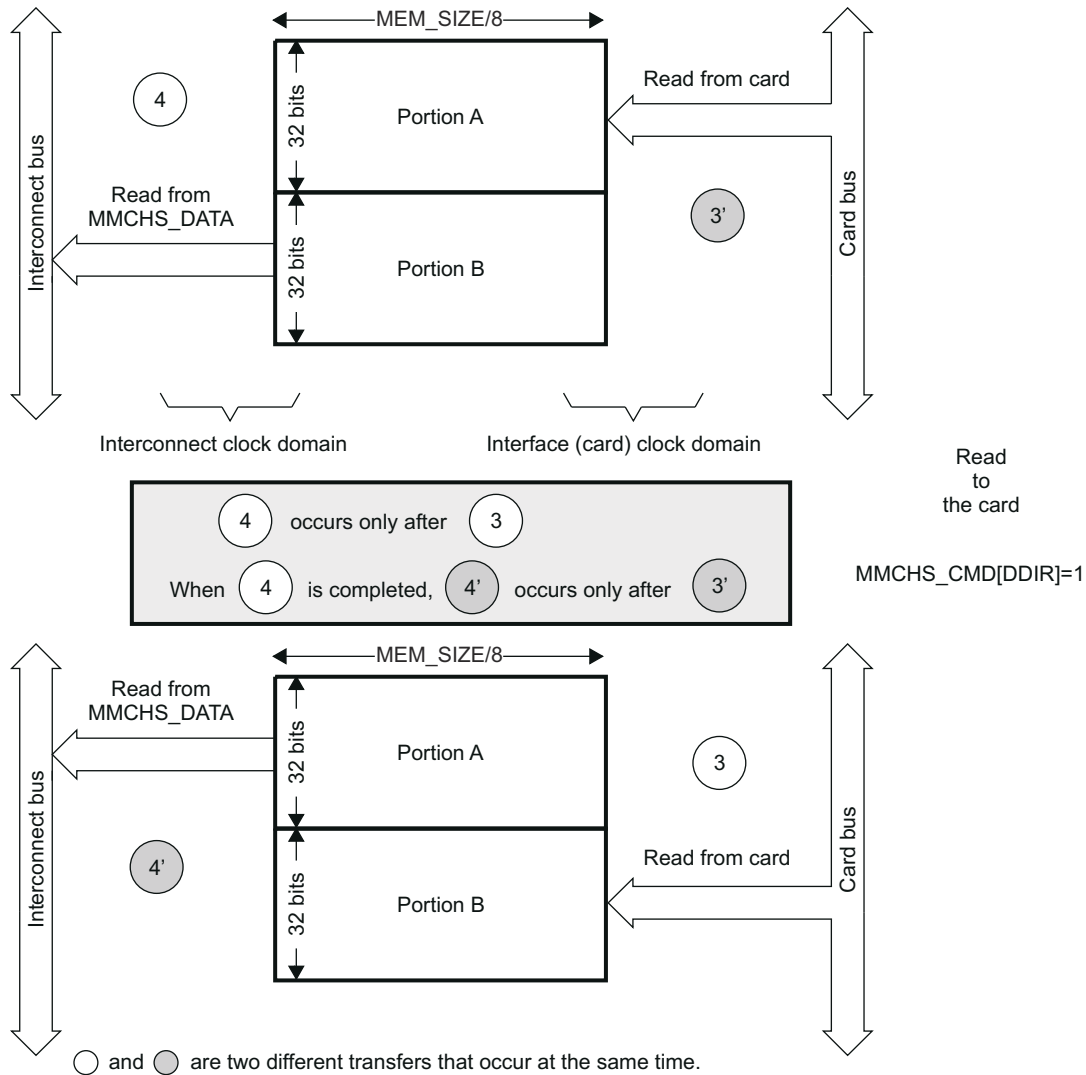 MEM_SIZE/8
Interconnect bus
4
32 bits
Portion A
Read from card
Card bus
Read from
MMCHS_DATA
3’
32 bits
Portion B
Interconnect clock domain
Interface (card) clock domain
4 occurs only after 3
When 4 is completed, 4’ occurs only after 3’
Read
to
the card
MMCHS_CMD[DDIR]=1
MEM_SIZE/8
Interconnect bus
Read from
MMCHS_DATA
32 bits
Portion A
3
Card bus
4’
32 bits
Portion B
Read from card
and are two different transfers that occur at the same time.